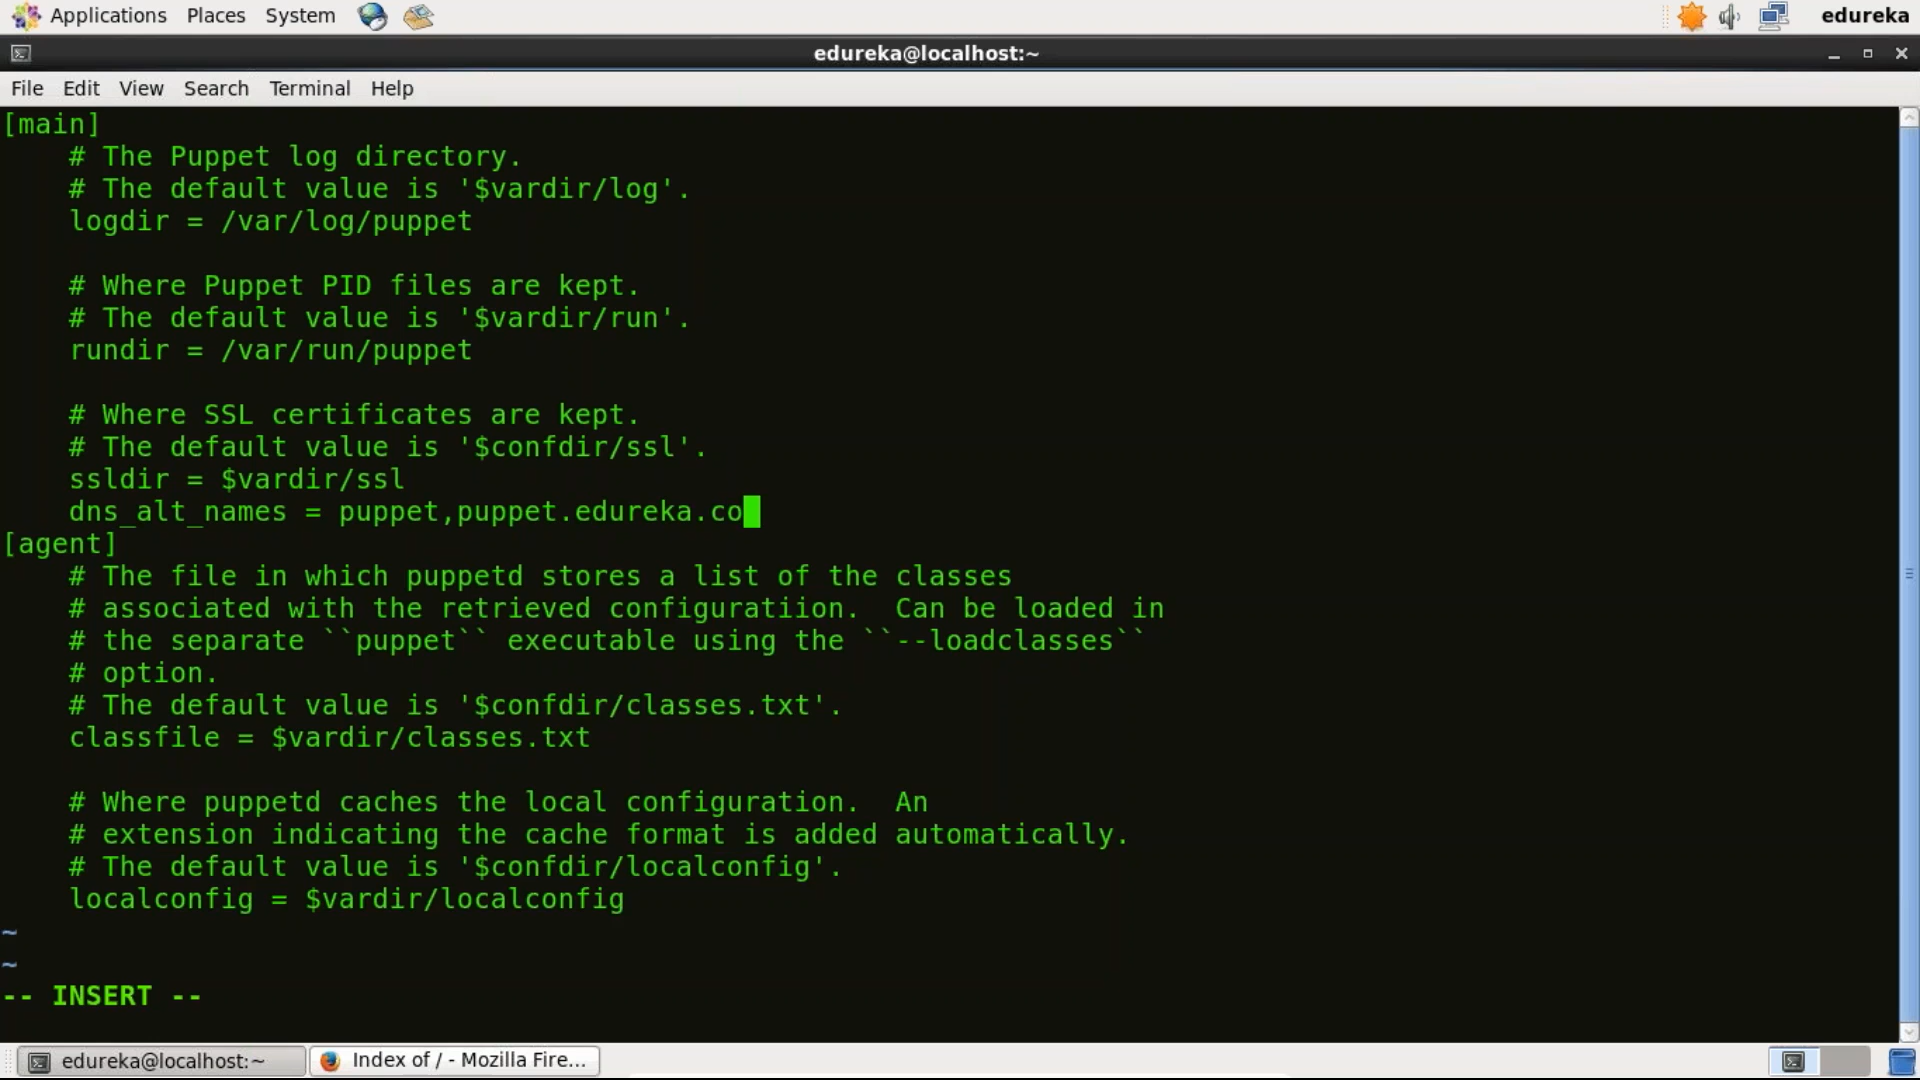 Applications Places System edureka
edureka@localhost:~
File Edit View Search Terminal Help
[main]
    # The Puppet log directory.
    # The default value is '$vardir/log'.
    logdir = /var/log/puppet

    # Where Puppet PID files are kept.
    # The default value is '$vardir/run'.
    rundir = /var/run/puppet

    # Where SSL certificates are kept.
    # The default value is '$confdir/ssl'.
    ssldir = $vardir/ssl
    dns_alt_names = puppet,puppet.edureka.co
[agent]
    # The file in which puppetd stores a list of the classes
    # associated with the retrieved configuratiion.  Can be loaded in
    # the separate ``puppet`` executable using the ``--loadclasses``
    # option.
    # The default value is '$confdir/classes.txt'.
    classfile = $vardir/classes.txt

    # Where puppetd caches the local configuration.  An
    # extension indicating the cache format is added automatically.
    # The default value is '$confdir/localconfig'.
    localconfig = $vardir/localconfig
~
~
-- INSERT --
edureka@localhost:~ Index of / - Mozilla Fire...